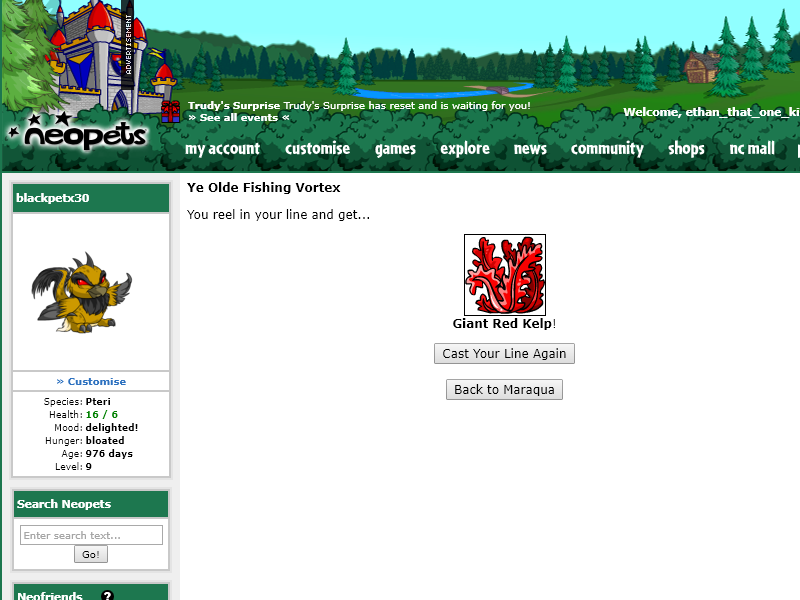 ADVERTISEMENT
Trudy's Surprise Trudy's Surprise has reset and is waiting for you!
» See all events «
Welcome, ethan_that_one_ki
neopets
my account customise games explore news community shops nc mall
blackpetx30
» Customise
Species: Pteri
Health: 16 / 6
Mood: delighted!
Hunger: bloated
Age: 976 days
Level: 9
Search Neopets
Enter search text...
Go!
Neofriends ?
Ye Olde Fishing Vortex
You reel in your line and get...
Giant Red Kelp!
Cast Your Line Again
Back to Maraqua